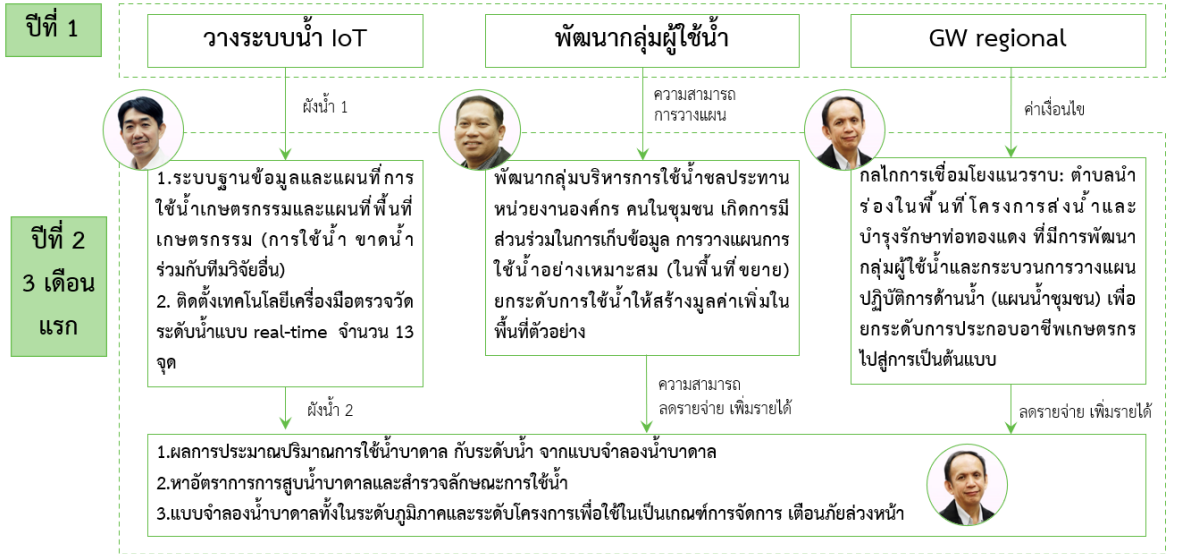 ปีที่ 1
วางระบบน้ำ IoT
พัฒนากลุ่มผู้ใช้น้ำ
GW regional
ผังน้ำ 1
ความสามารถ
การวางแผน
ค่าเงื่อนไข
ปีที่ 2
3 เดือน
แรก
1.ระบบฐานข้อมูลและแผนที่การ
ใช้น้ำเกษตรกรรมและแผนที่พื้นที่
เกษตรกรรม (การใช้น้ำ ขาดน้ำ
ร่วมกับทีมวิจัยอื่น)
2. ติดตั้งเทคโนโลยีเครื่องมือตรวจวัด
ระดับน้ำแบบ real-time จำนวน 13
จุด
พัฒนากลุ่มบริหารการใช้น้ำชลประทาน
หน่วยงานองค์กร คนในชุมชน เกิดการมี
ส่วนร่วมในการเก็บข้อมูล การวางแผนการ
ใช้น้ำอย่างเหมาะสม (ในพื้นที่ขยาย)
ยกระดับการใช้น้ำให้สร้างมูลค่าเพิ่มใน
พื้นที่ตัวอย่าง
กลไกการเชื่อมโยงแนวราบ: ตำบลนำ
ร่องในพื้นที่โครงการส่งน้ำและ
บำรุงรักษาท่อทองแดง ที่มีการพัฒนา
กลุ่มผู้ใช้น้ำและกระบวนการวางแผน
ปฏิบัติการด้านน้ำ (แผนน้ำชุมชน) เพื่อ
ยกระดับการประกอบอาชีพเกษตรกร
ไปสู่การเป็นต้นแบบ
ผังน้ำ 2
ความสามารถ
ลดรายจ่าย เพิ่มรายได้
ลดรายจ่าย เพิ่มรายได้
1.ผลการประมาณปริมาณการใช้น้ำบาดาล กับระดับน้ำ จากแบบจำลองน้ำบาดาล
2.หาอัตราการการสูบน้ำบาดาลและสำรวจลักษณะการใช้น้ำ
3.แบบจำลองน้ำบาดาลทั้งในระดับภูมิภาคและระดับโครงการเพื่อใช้ในเป็นเกณฑ์การจัดการ เตือนภัยล่วงหน้า